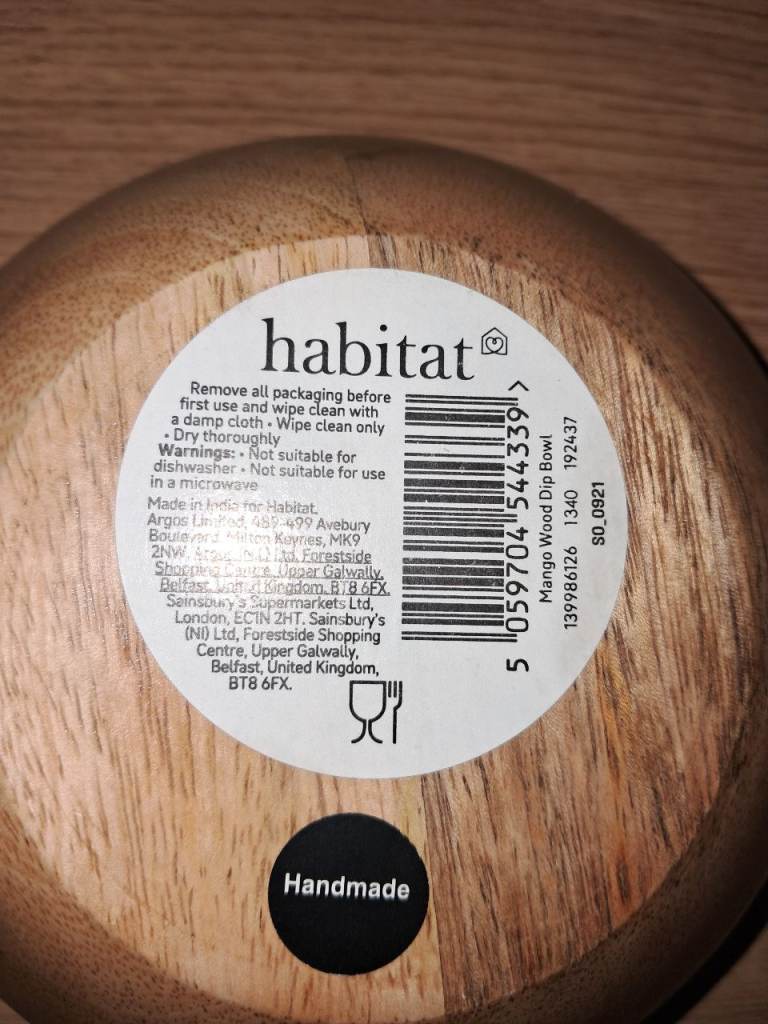 habitat
Remove all packaging before
first use and wipe clean with
a damp cloth • Wipe clean only
• Dry thoroughly
Warnings: • Not suitable for
dishwasher • Not suitable for use
in a microwave
Made in India for Habitat.
Argos Limited, 489-499 Avebury
Boulevard, Milton Keynes, MK9
2NW. Argos (N.I.) Ltd, Forestside
Shopping Centre, Upper Galwally,
Belfast, United Kingdom, BT8 6FX.
Sainsbury's Supermarkets Ltd,
London, EC1N 2HT. Sainsbury's
(NI) Ltd, Forestside Shopping
Centre, Upper Galwally,
Belfast, United Kingdom,
BT8 6FX.
5 059704 544339 >
Mango Wood Dip Bowl
139986126 1340 192437
SO_0921
Handmade